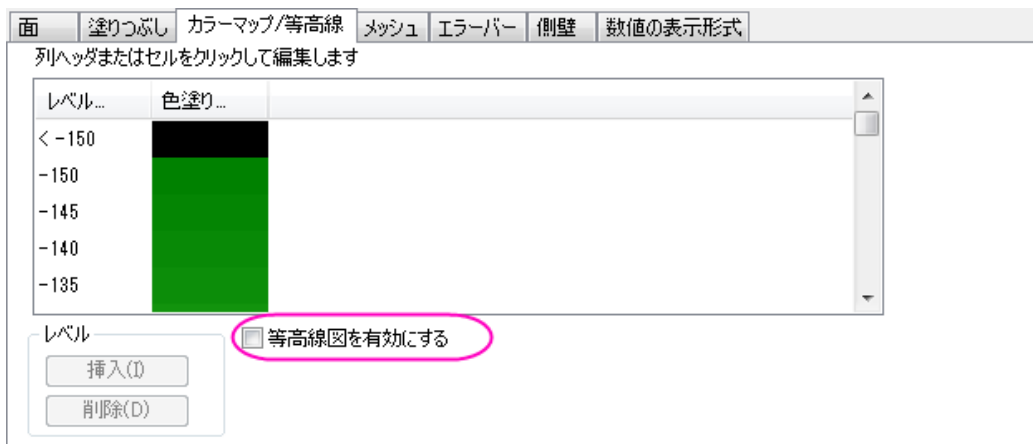 面 塗りつぶし カラーマップ/等高線 メッシュ エラーバー 側壁 数値の表示形式
列ヘッダまたはセルをクリックして編集します
レベル... 色塗り...
< -150
-150
-145
-140
-135
レベル
等高線図を有効にする
挿入(I)
削除(D)